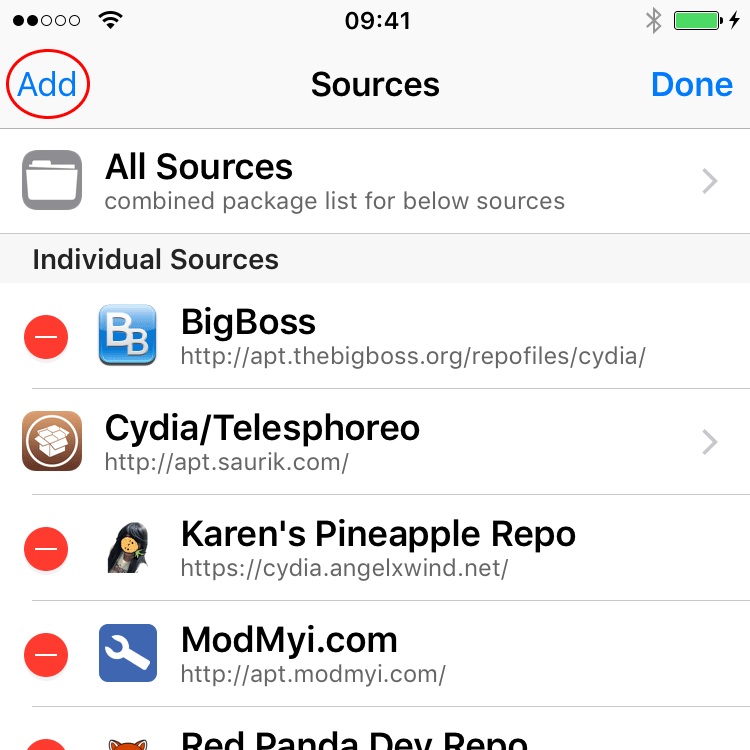 09:41
Add
Sources
Done
All Sources
combined package list for below sources
Individual Sources
BB
BigBoss
http://apt.thebigboss.org/repofiles/cydia/
Cydia/Telesphoreo
http://apt.saurik.com/
Karen's Pineapple Repo
https://cydia.angelxwind.net/
ModMyi.com
http://apt.modmyi.com/
Red Panda Dev Repo